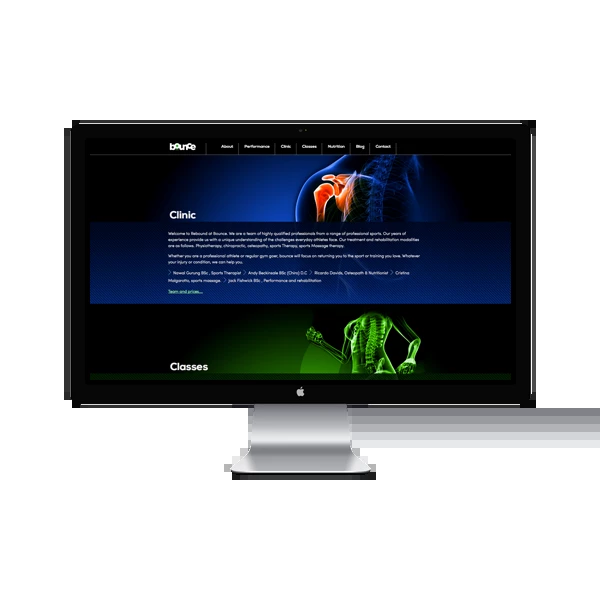 bounce
About Performance Clinic Classes Nutrition Blog Contact
Clinic
Welcome to Rebound at Bounce. We are a team of highly qualified professionals from a range of professional sports. Our years of
experience provide us with a unique understanding of the challenges everyday athletes face. Our treatment and rehabilitation modalities
are as follows. Physiotherapy, chiropractic, osteopathy, sports Therapy, sports Massage therapy.
Whether you are a professional athlete or regular gym goer, bounce will focus on returning you to the sport or training you love. Whatever
your injury or condition, we can help you.
Nawal Gurung BSc , Sports Therapist Andy Beckinsale BSc (Chiro) D.C Ricardo Davids, Osteopath & Nutritionist Cristina
Malgaratto, sports massage. Jack Fishwick BSc , Performance and rehabilitation
Team and prices...
Classes